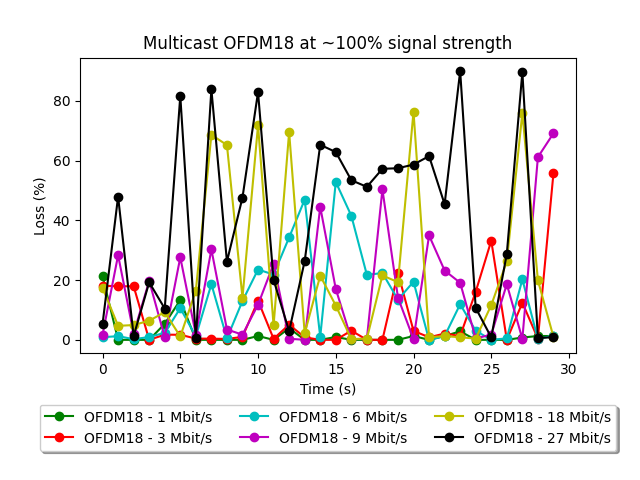 Multicast OFDM18 at ~100% signal strength
80
60
40
20
0
Loss (%)
0 5 10 15 20 25 30
Time (s)
OFDM18 - 1 Mbit/s OFDM18 - 6 Mbit/s OFDM18 - 18 Mbit/s
OFDM18 - 3 Mbit/s OFDM18 - 9 Mbit/s OFDM18 - 27 Mbit/s